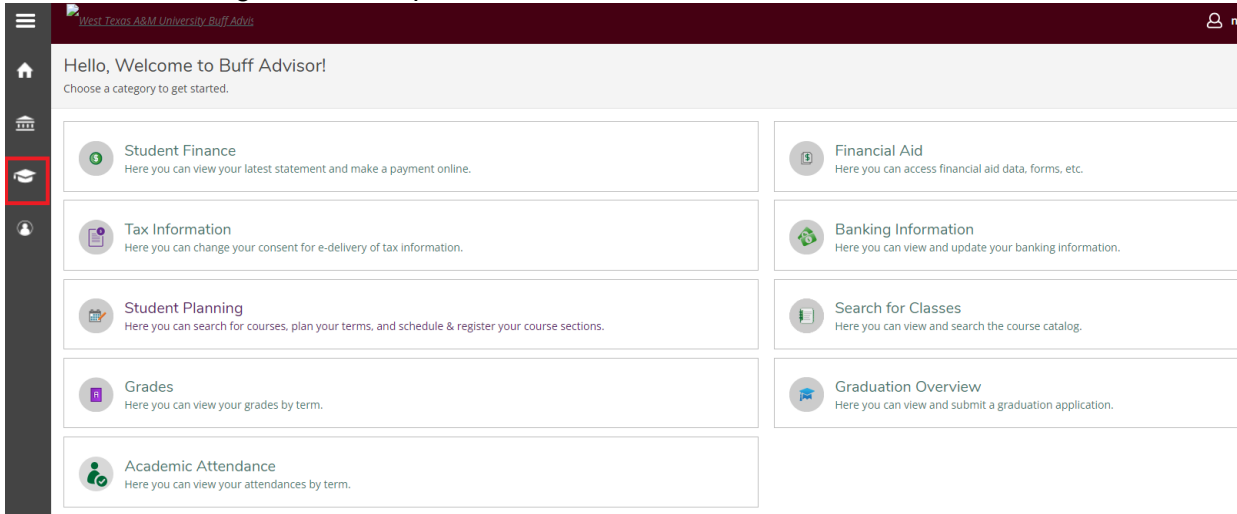 West Texas A&M University Buff Advis
Hello, Welcome to Buff Advisor!
Choose a category to get started.
Student Finance
Here you can view your latest statement and make a payment online.
Financial Aid
Here you can access financial aid data, forms, etc.
Tax Information
Here you can change your consent for e-delivery of tax information.
Banking Information
Here you can view and update your banking information.
Student Planning
Here you can search for courses, plan your terms, and schedule & register your course sections.
Search for Classes
Here you can view and search the course catalog.
Grades
Here you can view your grades by term.
Graduation Overview
Here you can view and submit a graduation application.
Academic Attendance
Here you can view your attendances by term.